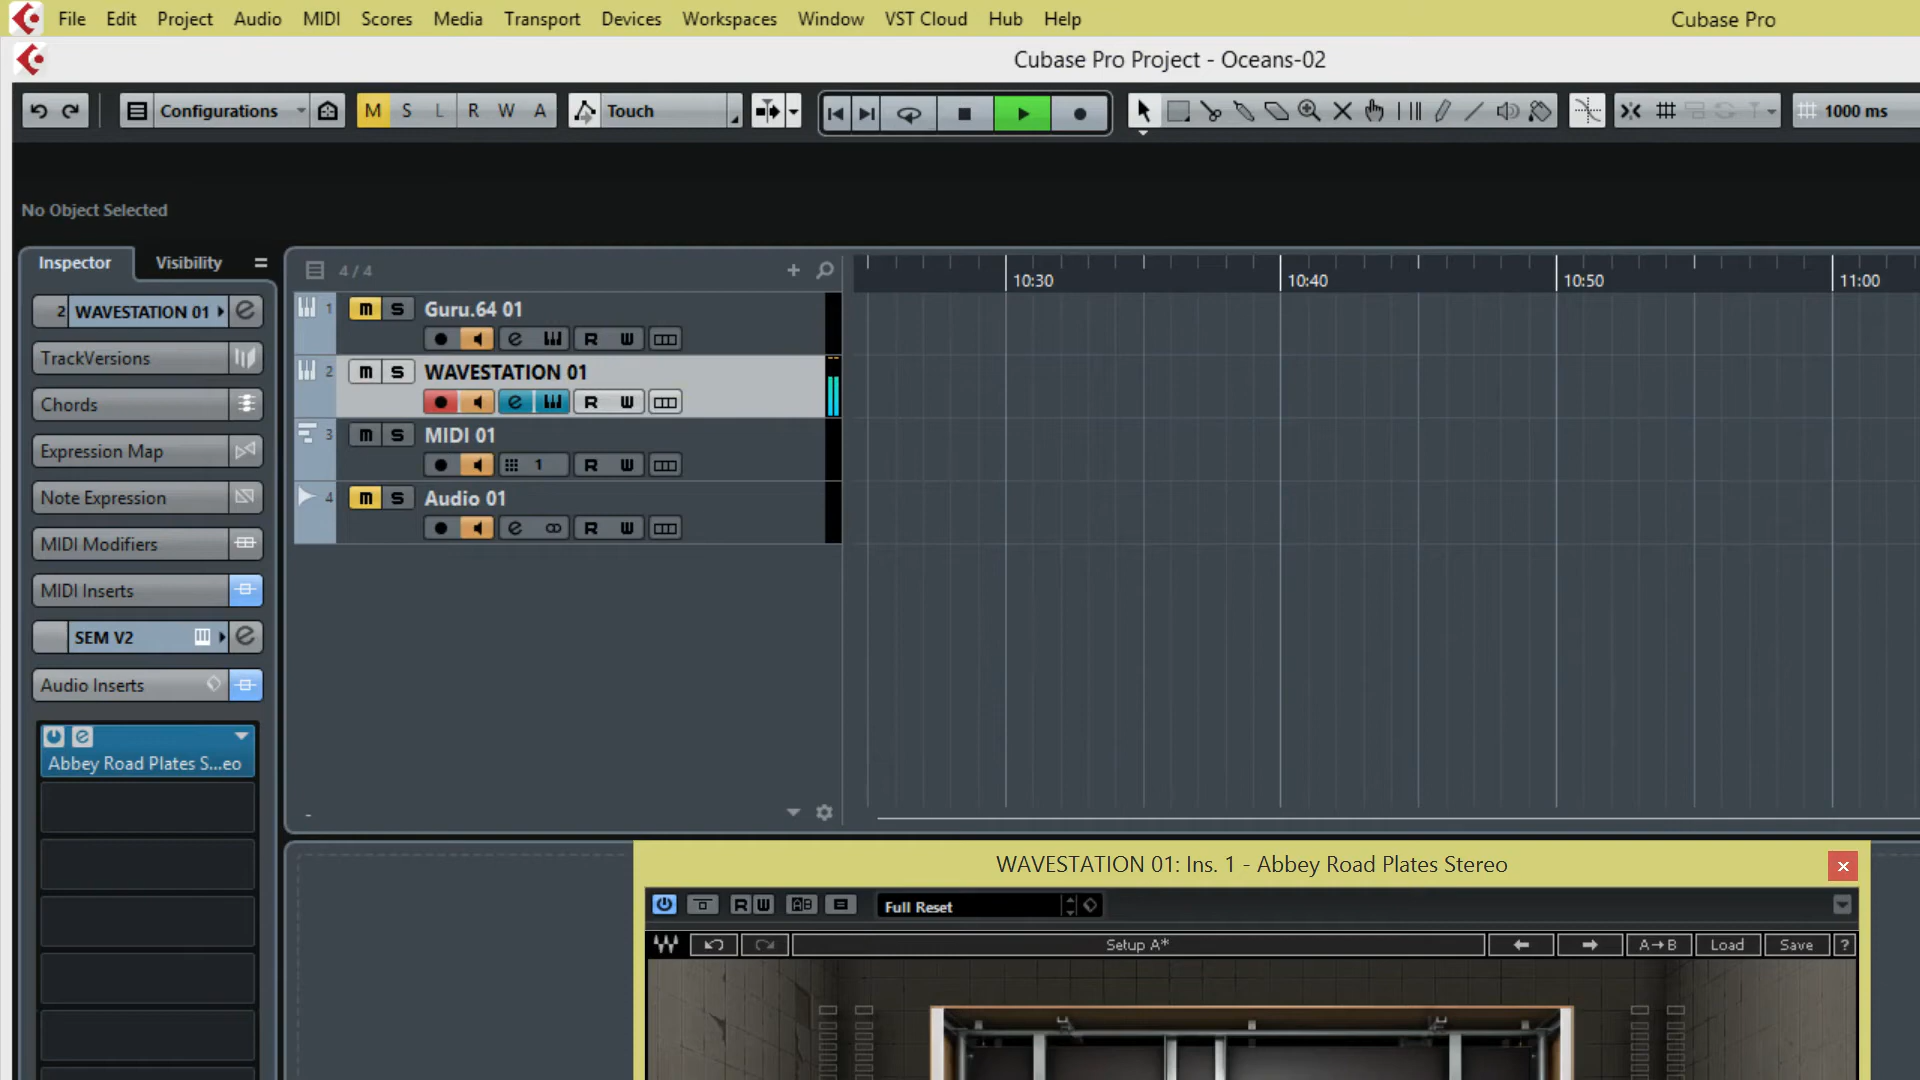 File Edit Project Audio MIDI Scores Media Transport Devices Workspaces Window VST Cloud Hub Help Cubase Pro
Cubase Pro Project - Oceans-02
Configurations M S L R W A Touch 1000 ms
No Object Selected
Inspector Visibility
4 / 4
10:30 10:40 10:50 11:00
2 WAVESTATION 01 e
TrackVersions
Chords
Expression Map
Note Expression
MIDI Modifiers
MIDI Inserts
SEM V2 e
Audio Inserts
e
Abbey Road Plates S...eo
1 m S Guru.64 01
e R W
2 m S WAVESTATION 01
e R W
3 m S MIDI 01
1 R W
4 m S Audio 01
e R W
-
WAVESTATION 01: Ins. 1 - Abbey Road Plates Stereo
R W AB Full Reset
Setup A* A→B Load Save ?